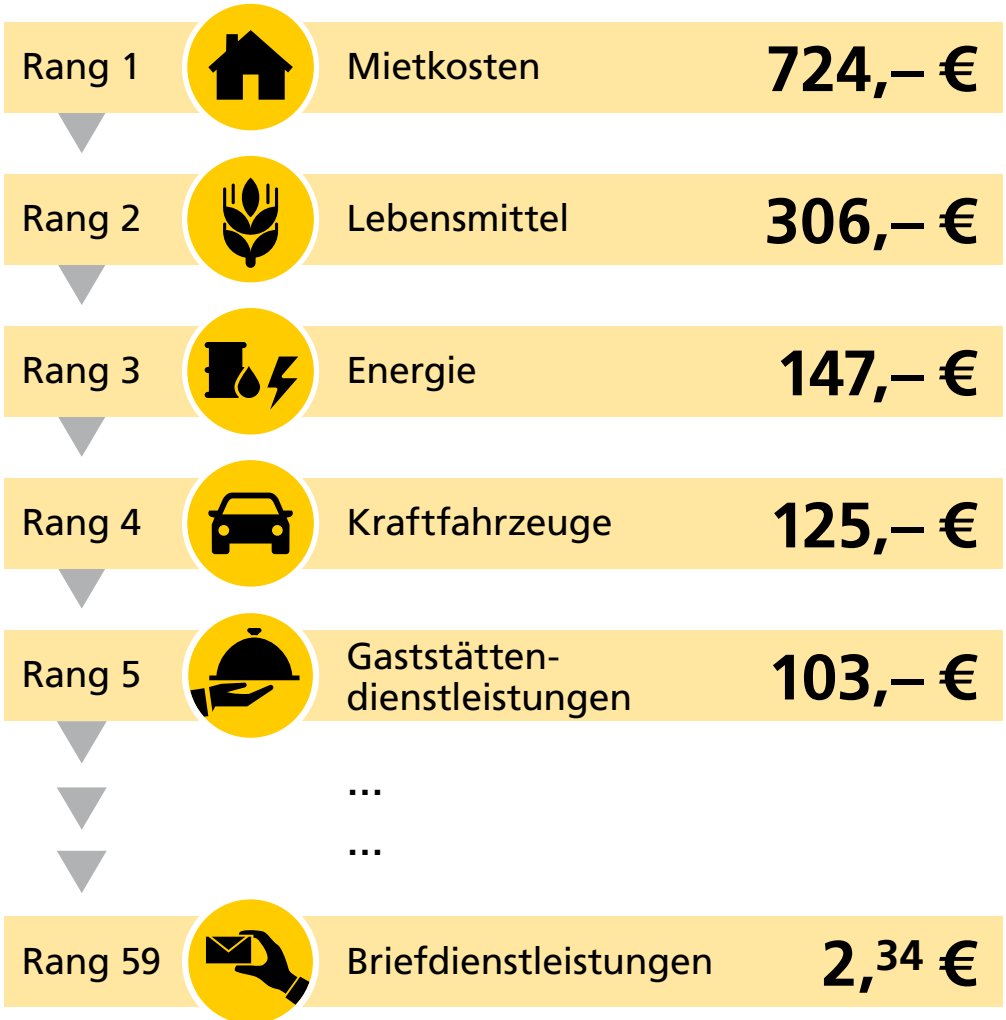 Rang 1 Mietkosten 724,– €
Rang 2 Lebensmittel 306,– €
Rang 3 Energie 147,– €
Rang 4 Kraftfahrzeuge 125,– €
Rang 5 Gaststätten-
dienstleistungen 103,– €
...
...
Rang 59 Briefdienstleistungen 2,34 €